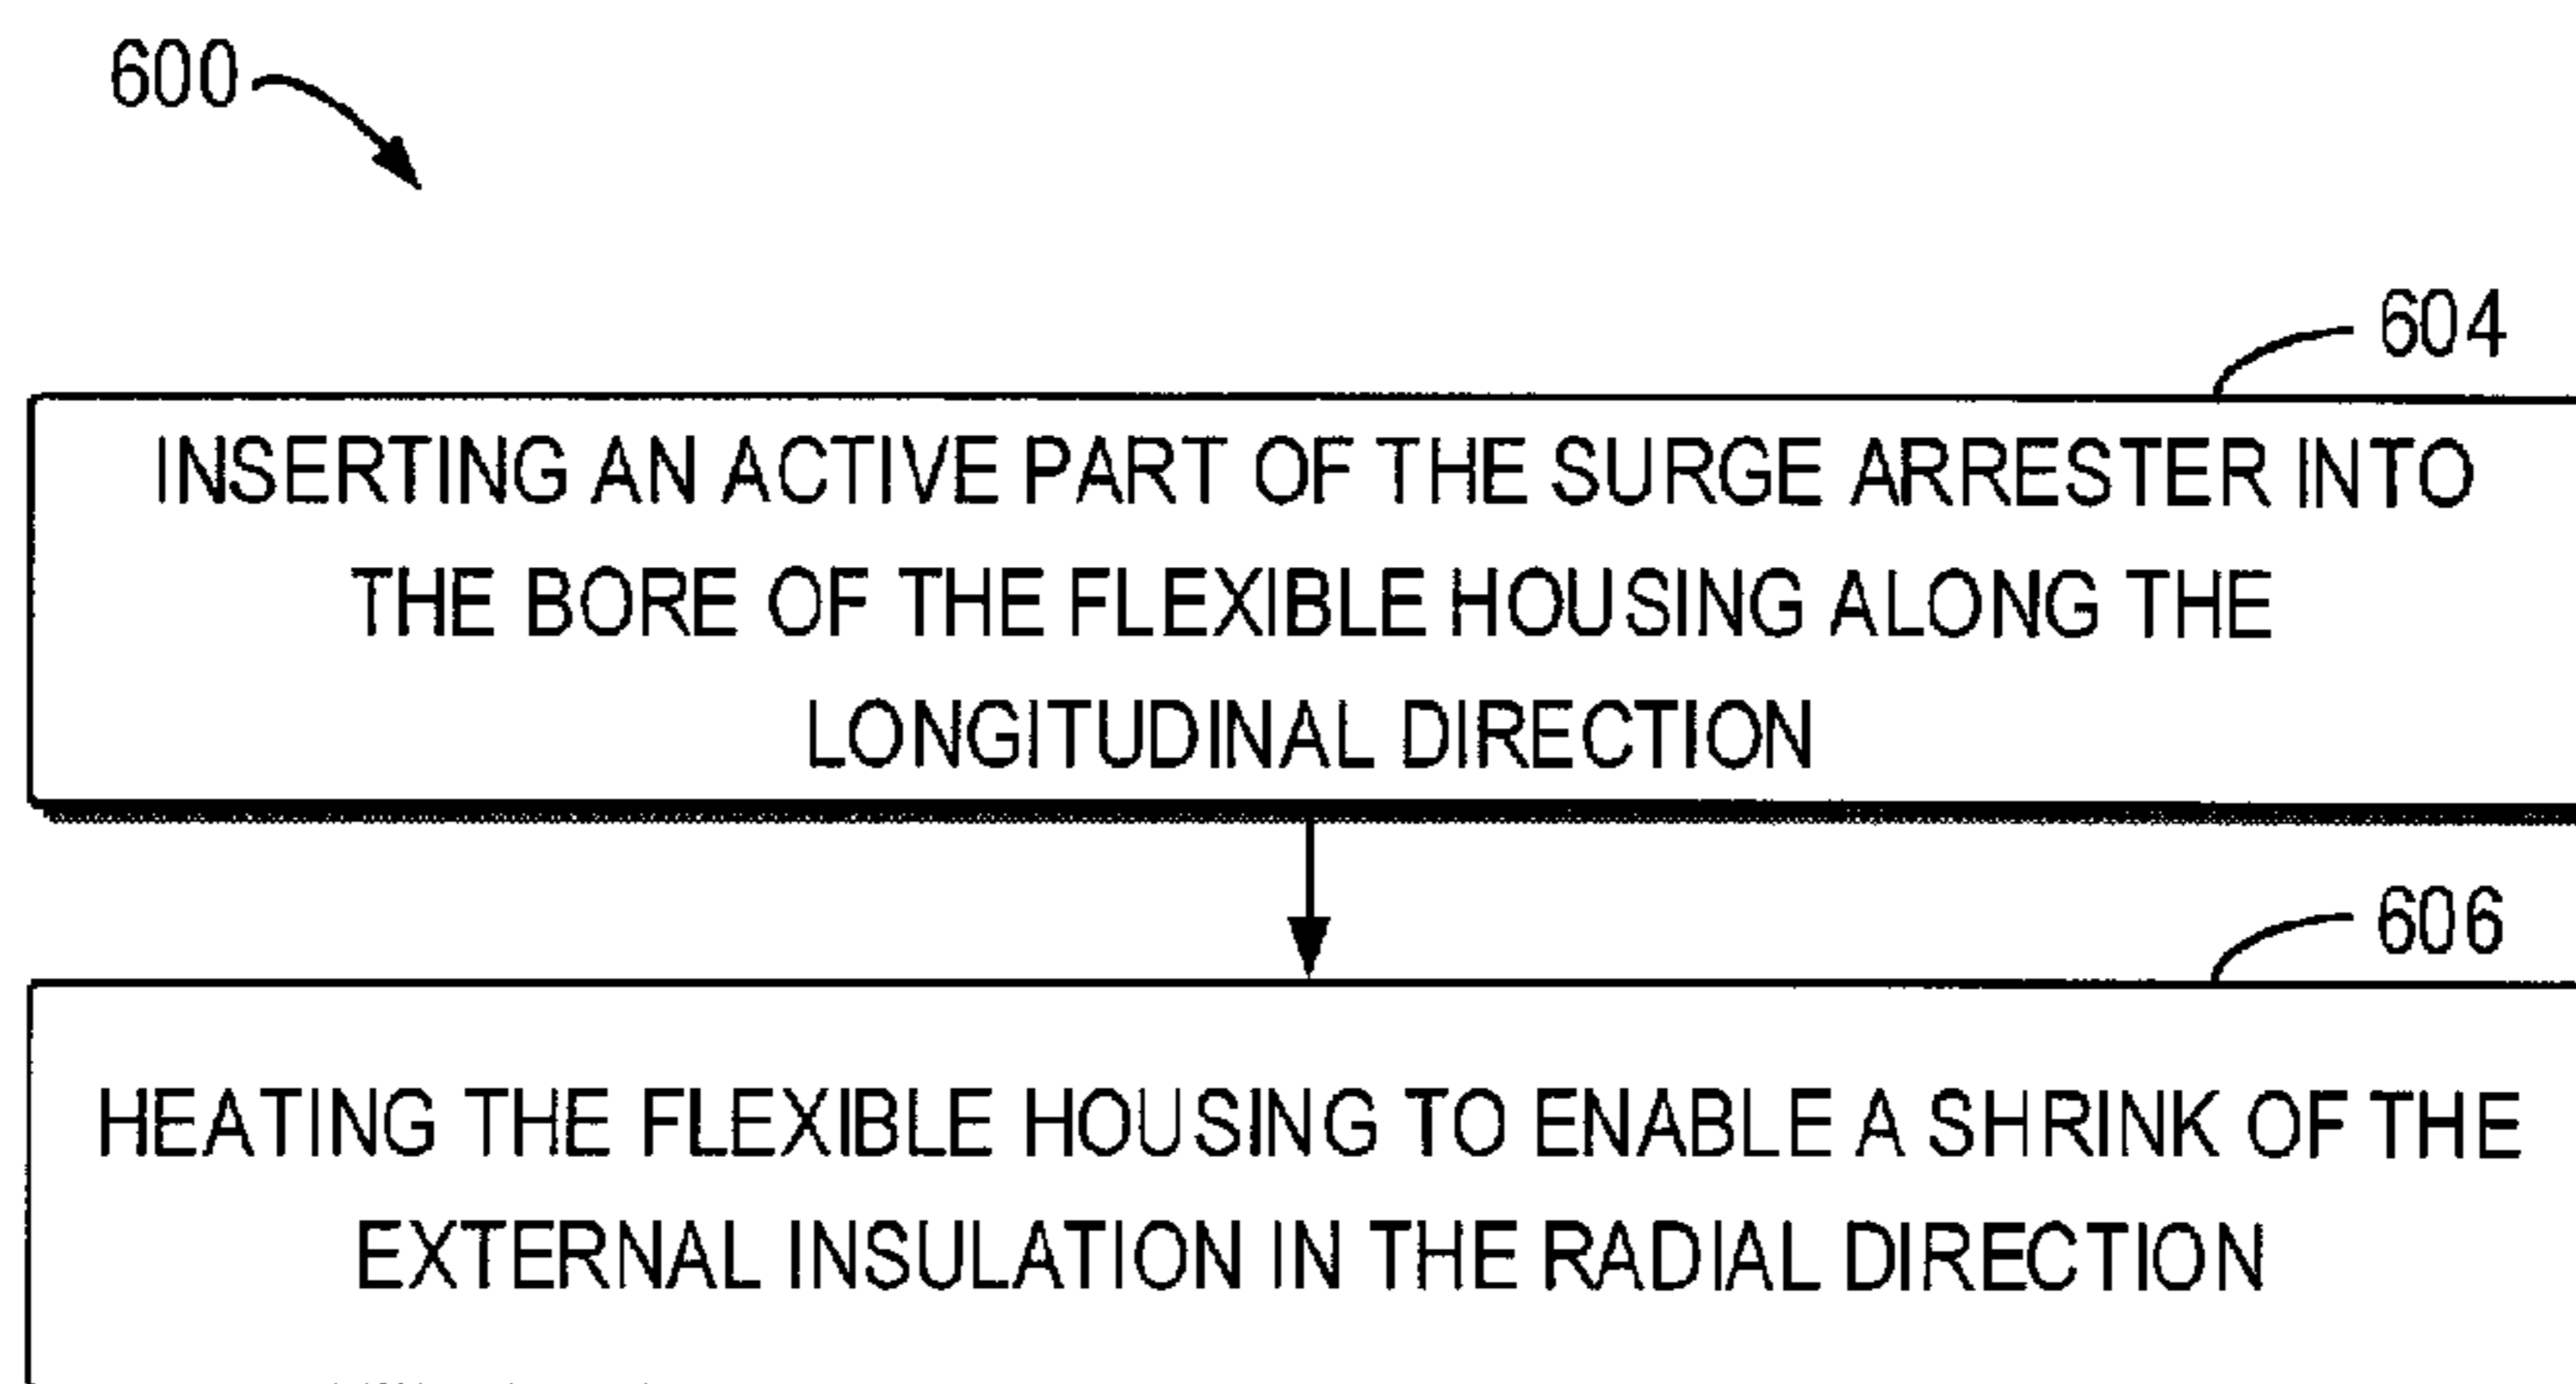 600
604
INSERTING AN ACTIVE PART OF THE SURGE ARRESTER INTO
THE BORE OF THE FLEXIBLE HOUSING ALONG THE
LONGITUDINAL DIRECTION
606
HEATING THE FLEXIBLE HOUSING TO ENABLE A SHRINK OF THE
EXTERNAL INSULATION IN THE RADIAL DIRECTION